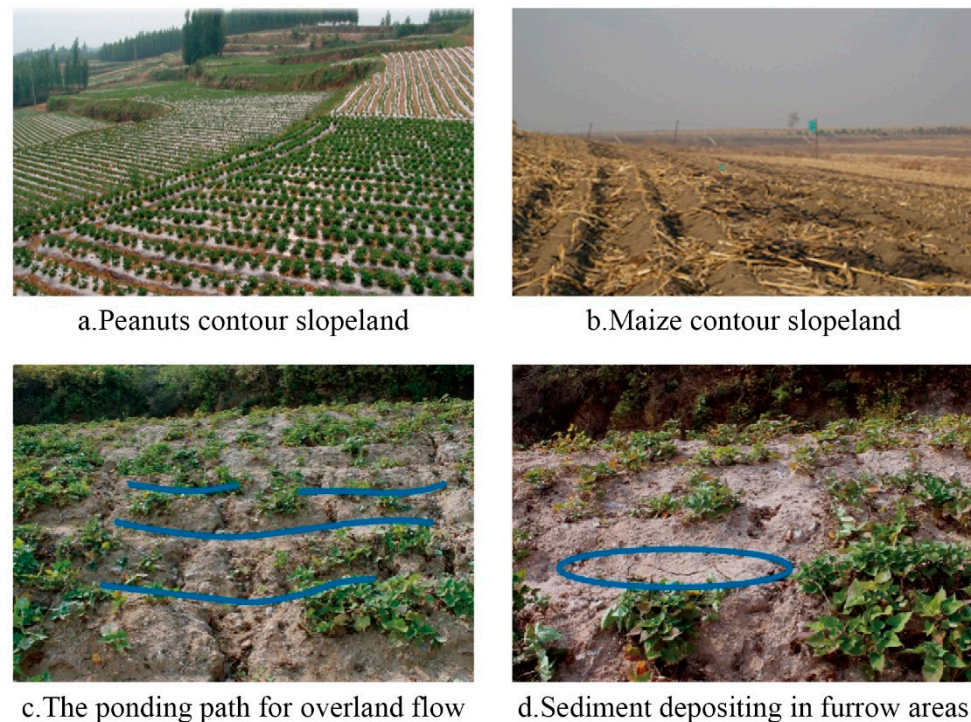 a.Peanuts contour slopeland
b.Maize contour slopeland
c.The ponding path for overland flow
d.Sediment depositing in furrow areas